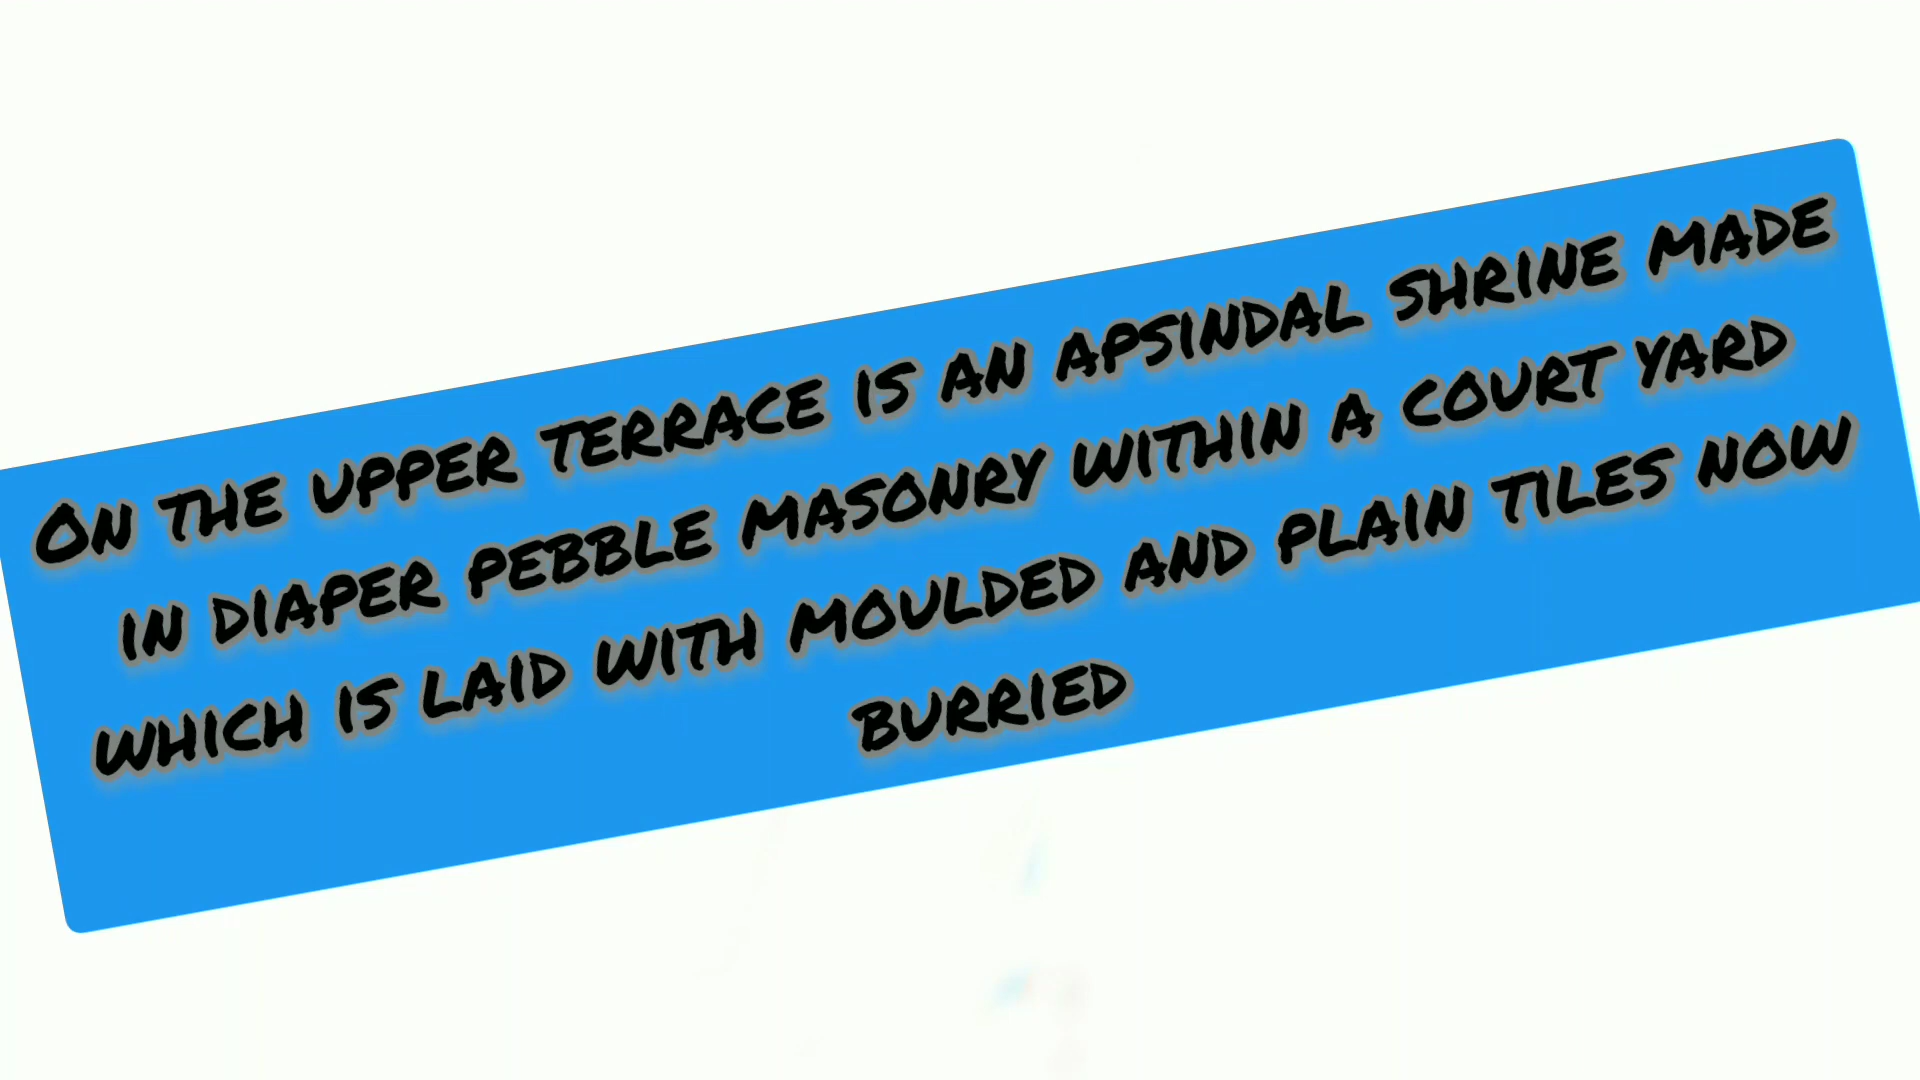 On the upper terrace is an apsindal shrine made
in diaper pebble masonry within a court yard
which is laid with moulded and plain tiles now
burried